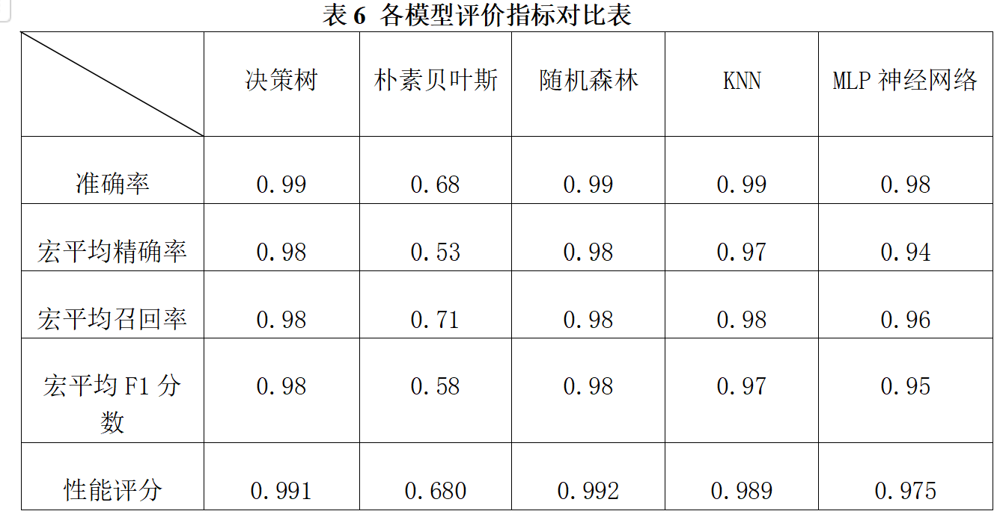 表 6 各模型评价指标对比表
决策树 朴素贝叶斯 随机森林 KNN MLP 神经网络
准确率 0.99 0.68 0.99 0.99 0.98
宏平均精确率 0.98 0.53 0.98 0.97 0.94
宏平均召回率 0.98 0.71 0.98 0.98 0.96
宏平均 F1 分 0.98 0.58 0.98 0.97 0.95
数
性能评分 0.991 0.680 0.992 0.989 0.975